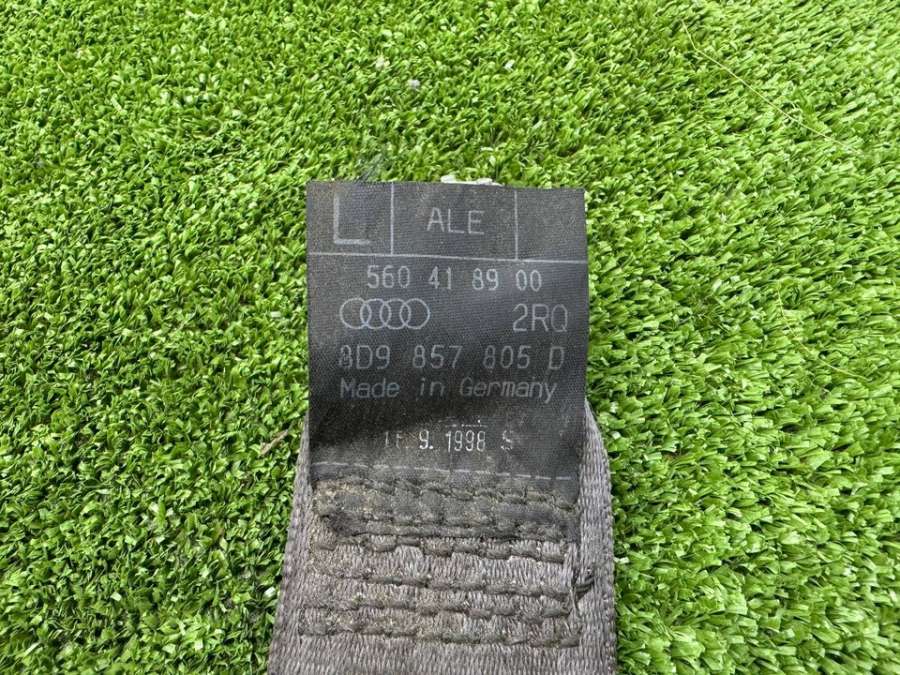 L ALE
560 41 89 00
2RQ
8D9 857 805 D
Made in Germany
9. 1998 S